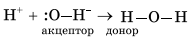 H⁺ + :O—H⁻ → H—O—H
акцептор донор